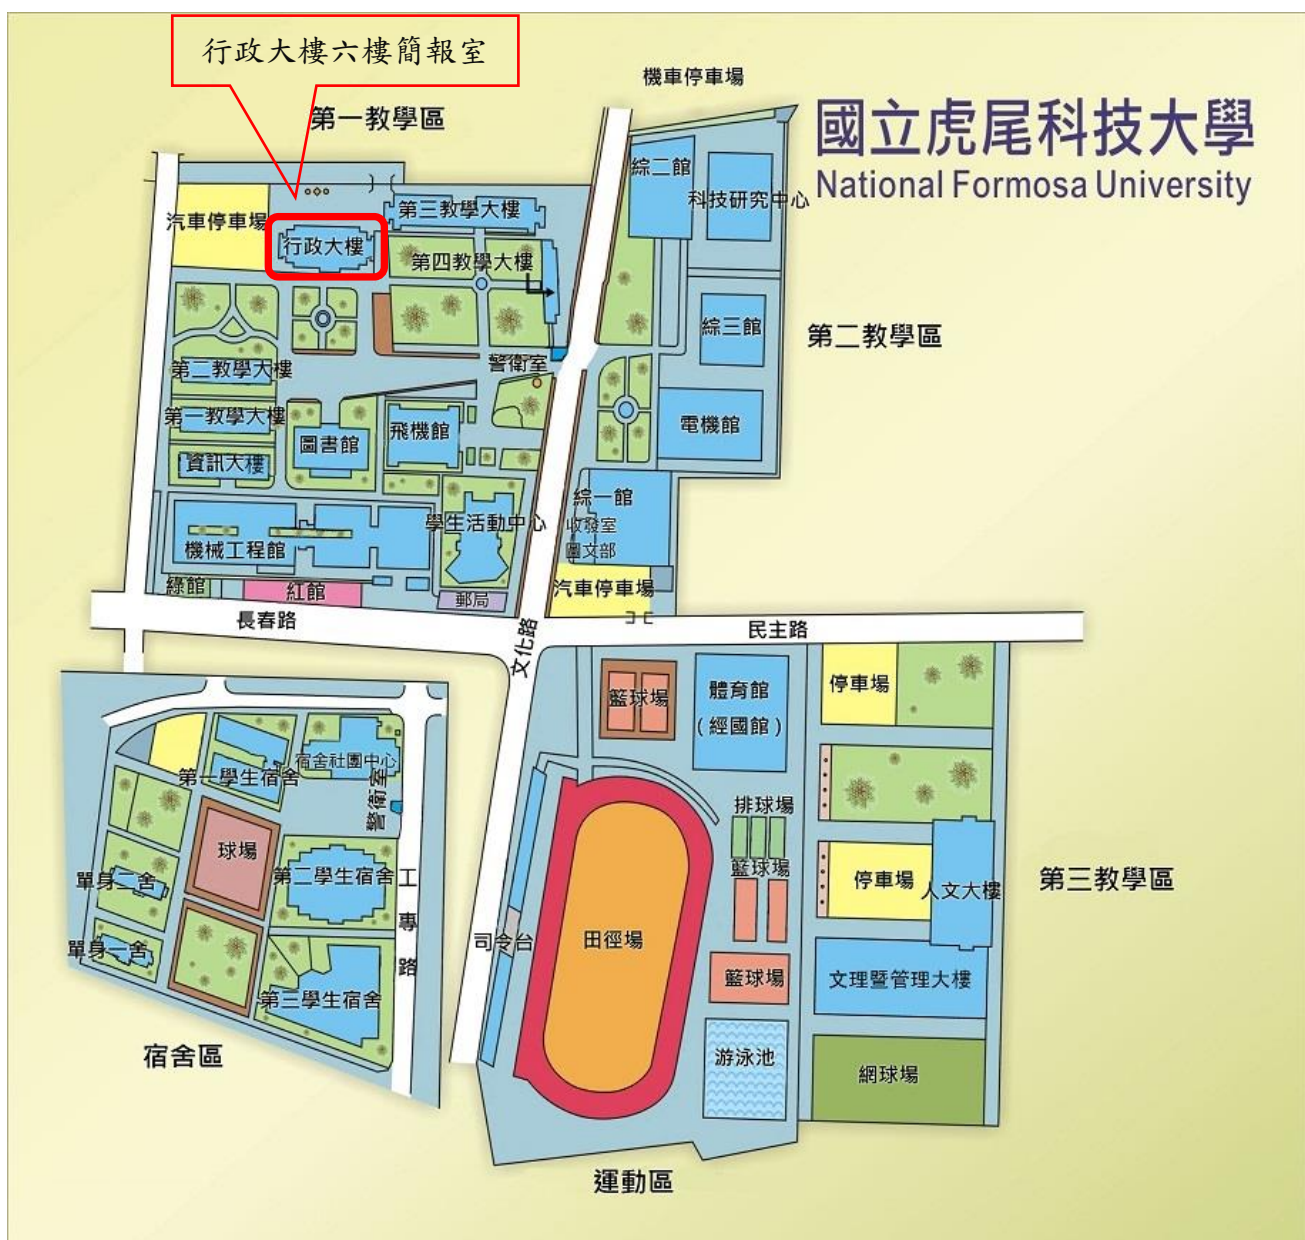 行政大樓六樓簡報室
機車停車場
第一教學區
國立虎尾科技大學
National Formosa University
綜二館
科技研究中心
汽車停車場
第三教學大樓
行政大樓
第四教學大樓
綜三館
第二教學區
警衛室
第二教學大樓
第一教學大樓
圖書館
飛機館
電機館
資訊大樓
綜一館
收發室
圖文部
學生活動中心
機械工程館
汽車停車場
綠館
紅館
郵局
長春路
文化路
民主路
籃球場
體育館
(經國館)
停車場
宿舍社團中心
第一學生宿舍
警衛室
排球場
球場
籃球場
第二學生宿舍
單身二舍
停車場
人文大樓
第三教學區
工專路
單身一舍
司令台
田徑場
籃球場
文理暨管理大樓
第三學生宿舍
宿舍區
游泳池
網球場
運動區